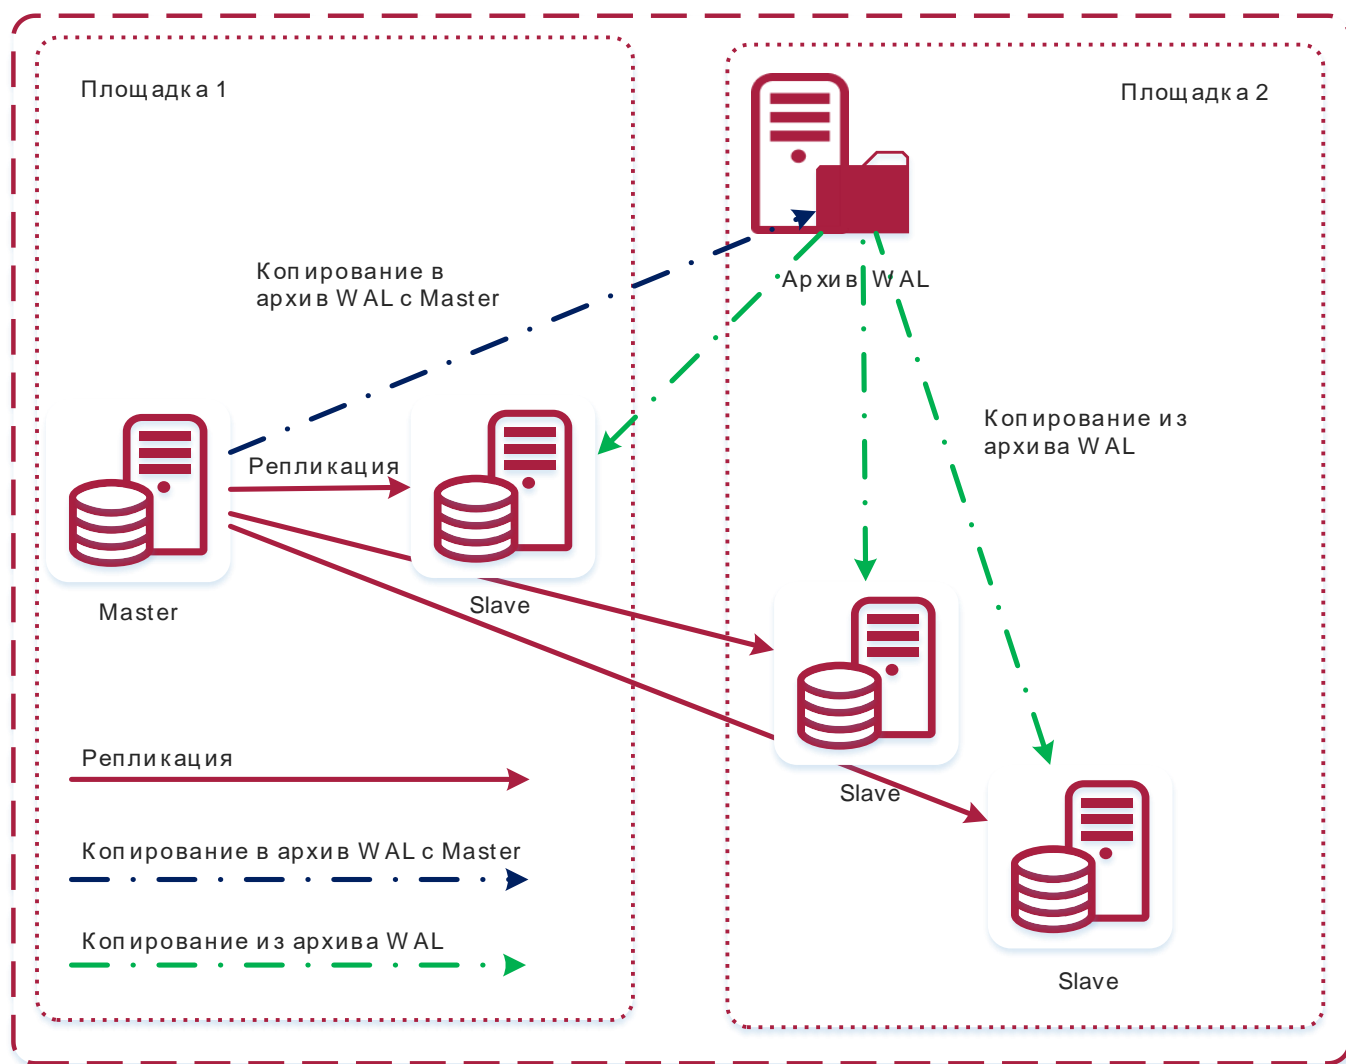 Площадка 1
Площадка 2
Копирование в
архив WAL с Master
Архив WAL
Копирование из
архива WAL
Репликация
Master
Slave
Slave
Slave
Репликация
Копирование в архив WAL с Master
Копирование из архива WAL